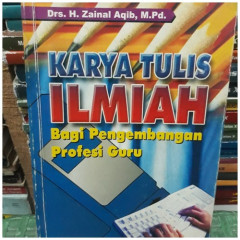 Drs. H. Zainal Aqib, M.Pd.
KARYA TULIS
ILMIAH
Bagi Pengembangan
Profesi Guru